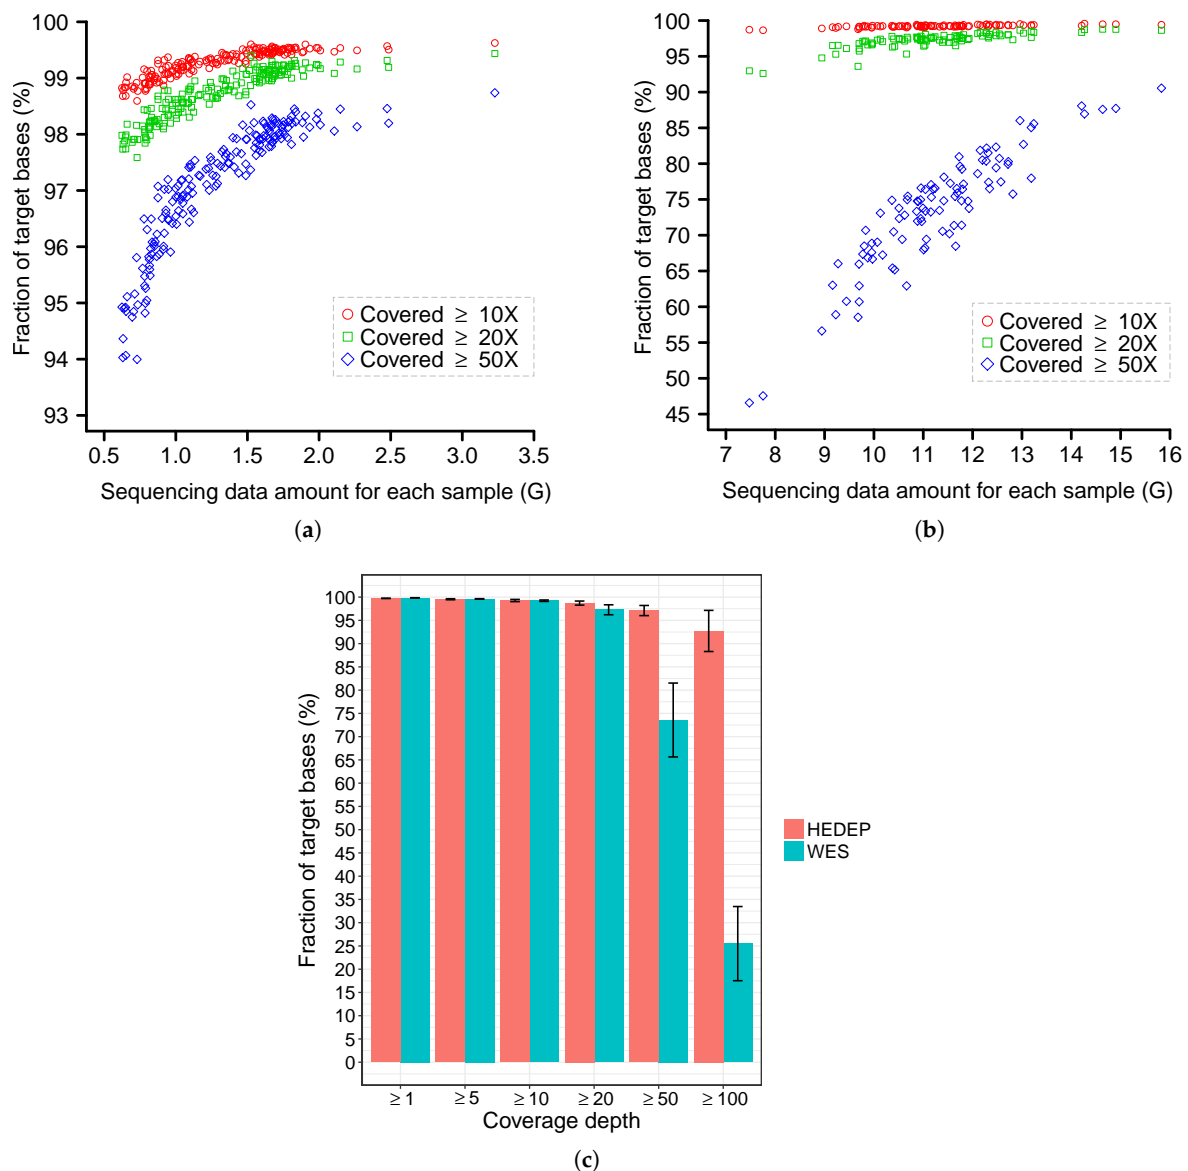 100
99
98
97
96
95
94
93
Fraction of target bases (%)
Covered ≥ 10X
Covered ≥ 20X
Covered ≥ 50X
0.5 1.0 1.5 2.0 2.5 3.0 3.5
Sequencing data amount for each sample (G)
(a)
100
95
90
85
80
75
70
65
60
55
50
45
Fraction of target bases (%)
Covered ≥ 10X
Covered ≥ 20X
Covered ≥ 50X
7 8 9 10 11 12 13 14 15 16
Sequencing data amount for each sample (G)
(b)
100
95
90
85
80
75
70
65
60
55
50
45
40
35
30
25
20
15
10
5
0
Fraction of target bases (%)
≥ 1 ≥ 5 ≥ 10 ≥ 20 ≥ 50 ≥ 100
Coverage depth
HEDEP
WES
(c)